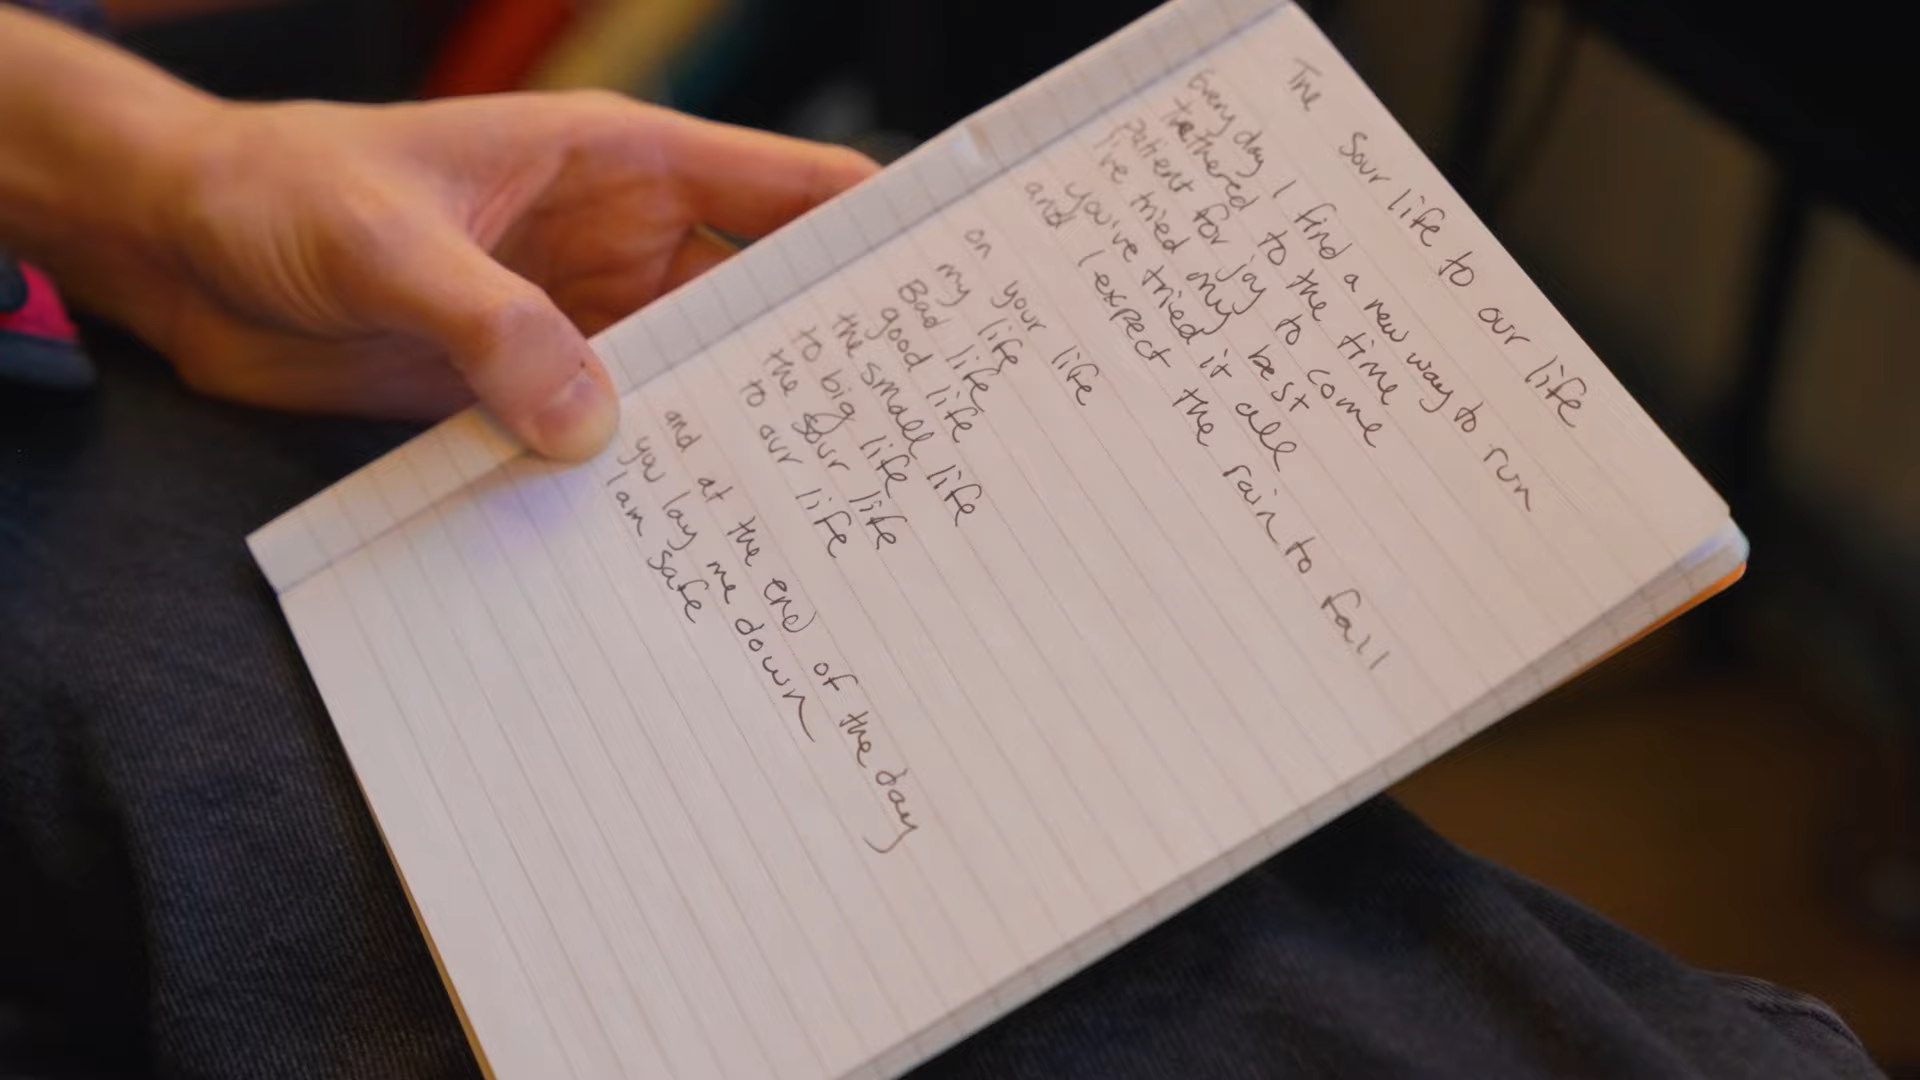 The Sour life to our life
Every day I find a new way to run
Tethered to the time
patient for joy to come
I've tried my best
you've tried it all
and I expect the rain to fall
on your life
my life
Bad life
good life
the small life
to big life
the sour life
to our life
and at the end of the day
you lay me down
I am safe